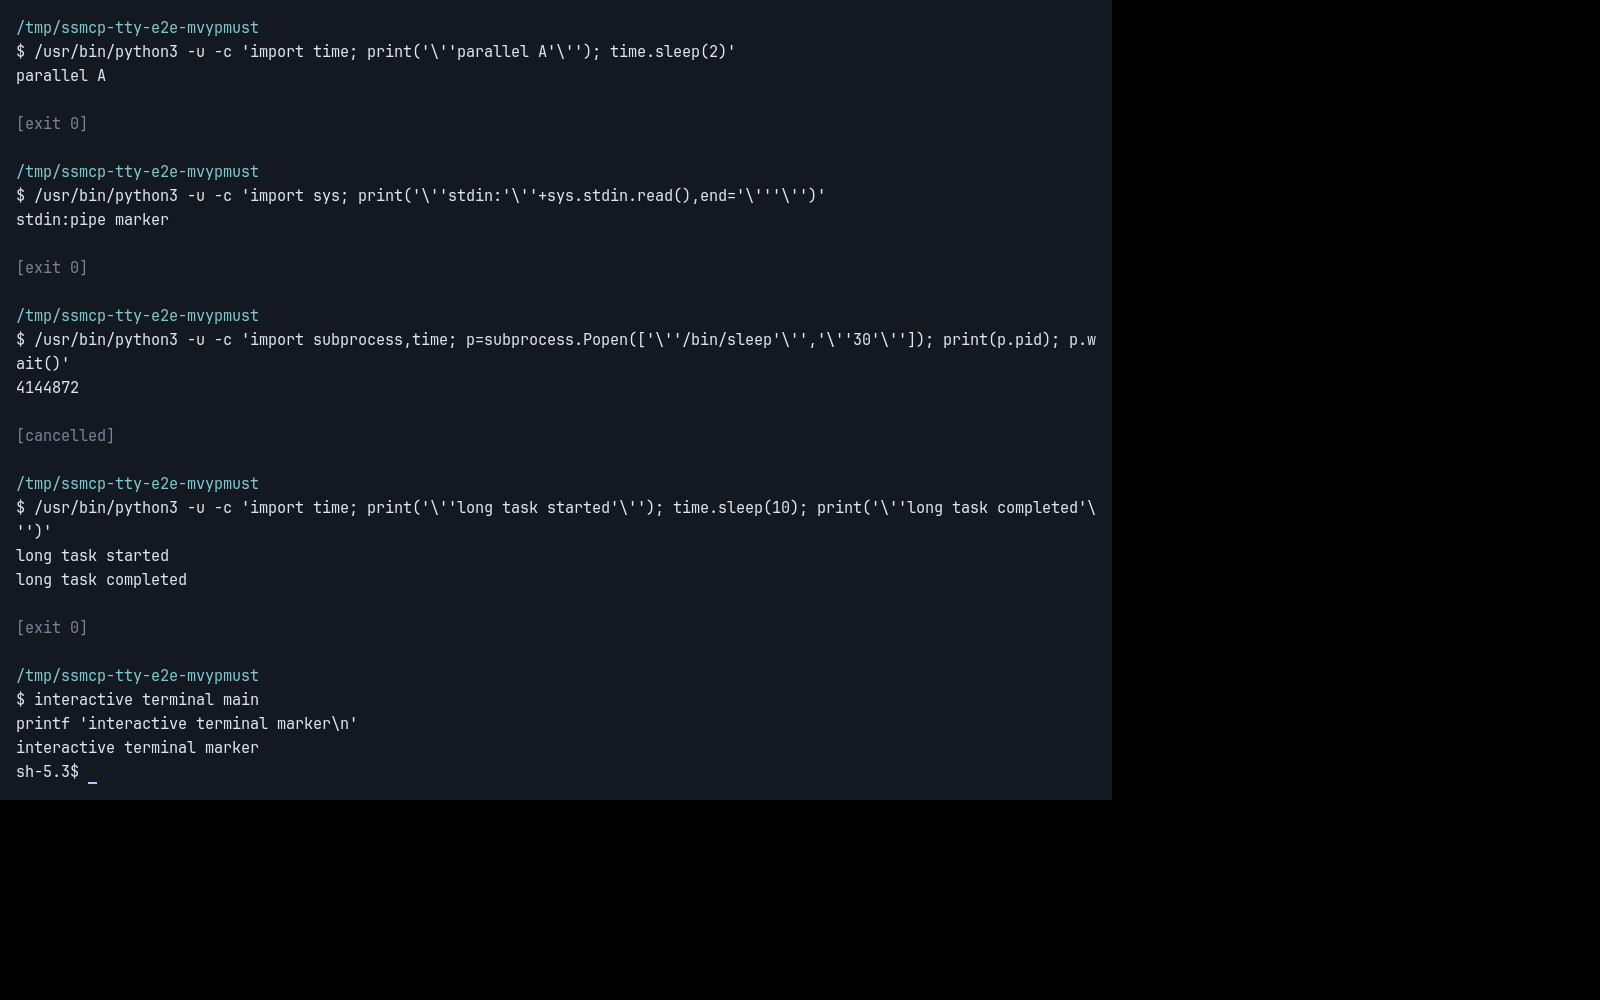 /tmp/ssmcp-tty-e2e-mvypmust
$ /usr/bin/python3 -u -c 'import time; print('\''parallel A'\''); time.sleep(2)'
parallel A
[exit 0]
/tmp/ssmcp-tty-e2e-mvypmust
$ /usr/bin/python3 -u -c 'import sys; print('\''stdin:'\''+sys.stdin.read(),end='\'''\'')'
stdin:pipe marker
[exit 0]
/tmp/ssmcp-tty-e2e-mvypmust
$ /usr/bin/python3 -u -c 'import subprocess,time; p=subprocess.Popen(['\''/bin/sleep'\'','\''30'\'']); print(p.pid); p.w
ait()'
4144872
[cancelled]
/tmp/ssmcp-tty-e2e-mvypmust
$ /usr/bin/python3 -u -c 'import time; print('\''long task started'\''); time.sleep(10); print('\''long task completed'\
'')'
long task started
long task completed
[exit 0]
/tmp/ssmcp-tty-e2e-mvypmust
$ interactive terminal main
printf 'interactive terminal marker\n'
interactive terminal marker
sh-5.3$ _